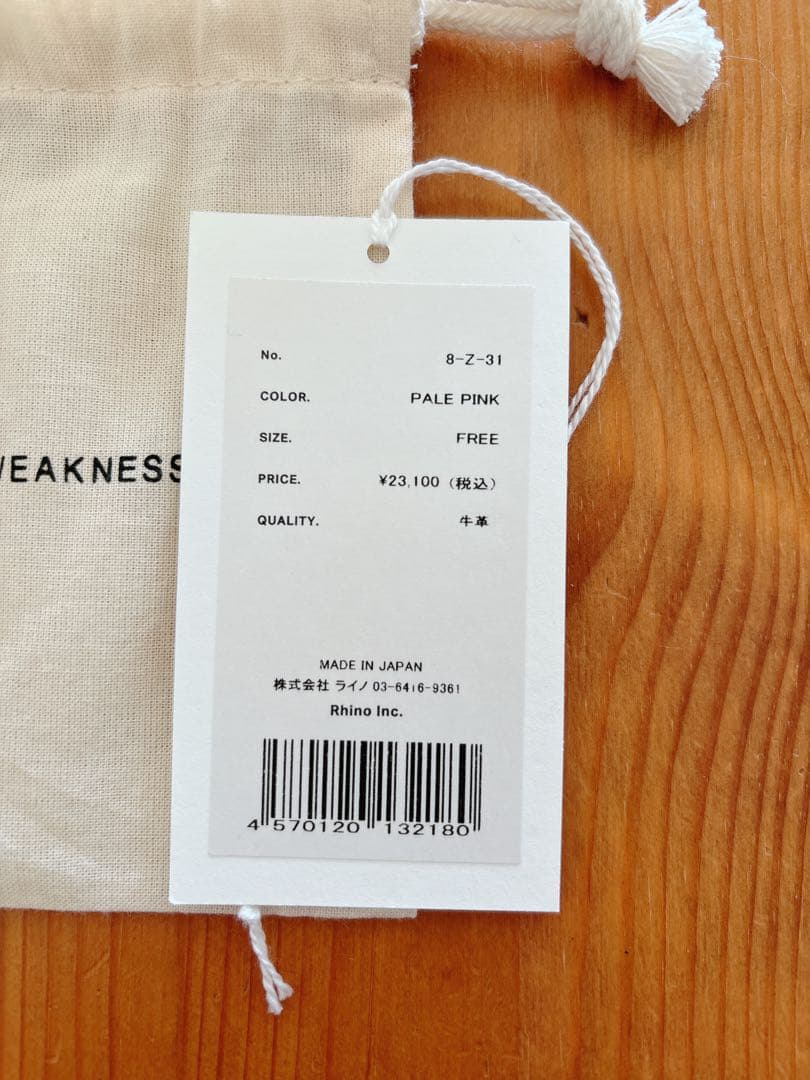 No. 8-Z-31
COLOR. PALE PINK
SIZE. FREE
PRICE. ¥23,100 (税込)
QUALITY. 牛革
MADE IN JAPAN
株式会社 ライノ 03-6416-9361
Rhino Inc.
4 570120 132180
EAKNESS